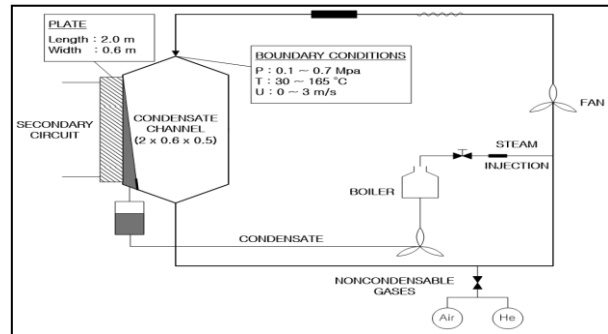 PLATE
Length : 2.0 m
Width : 0.6 m
BOUNDARY CONDITIONS
P : 0.1 ~ 0.7 Mpa
T : 30 ~ 165 °C
U : 0 ~ 3 m/s
SECONDARY
CIRCUIT
CONDENSATE
CHANNEL
(2 x 0.6 x 0.5)
FAN
STEAM
INJECTION
BOILER
CONDENSATE
NONCONDENSABLE
GASES
Air
He